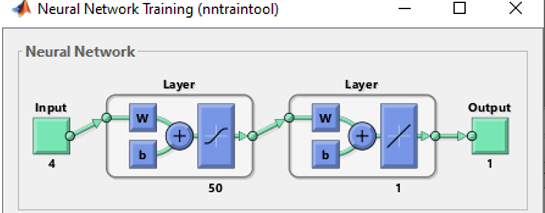 Neural Network Training (nntraintool)
Neural Network
Layer Layer
Input Output
W W
+ +
b b
4 1
50 1